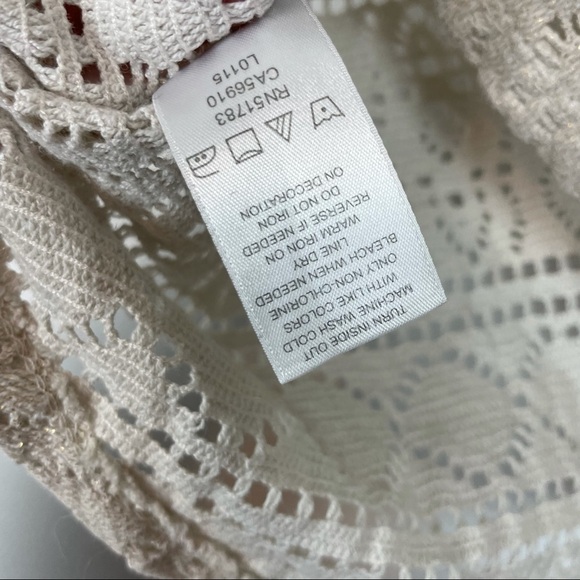 TURN INSIDE OUT
MACHINE WASH COLD
WITH LIKE COLORS
ONLY NON-CHLORINE
BLEACH WHEN NEEDED
LINE DRY
WARM IRON ON
REVERSE IF NEEDED
DO NOT IRON
ON DECORATION
RN51783
CA56910
L0115